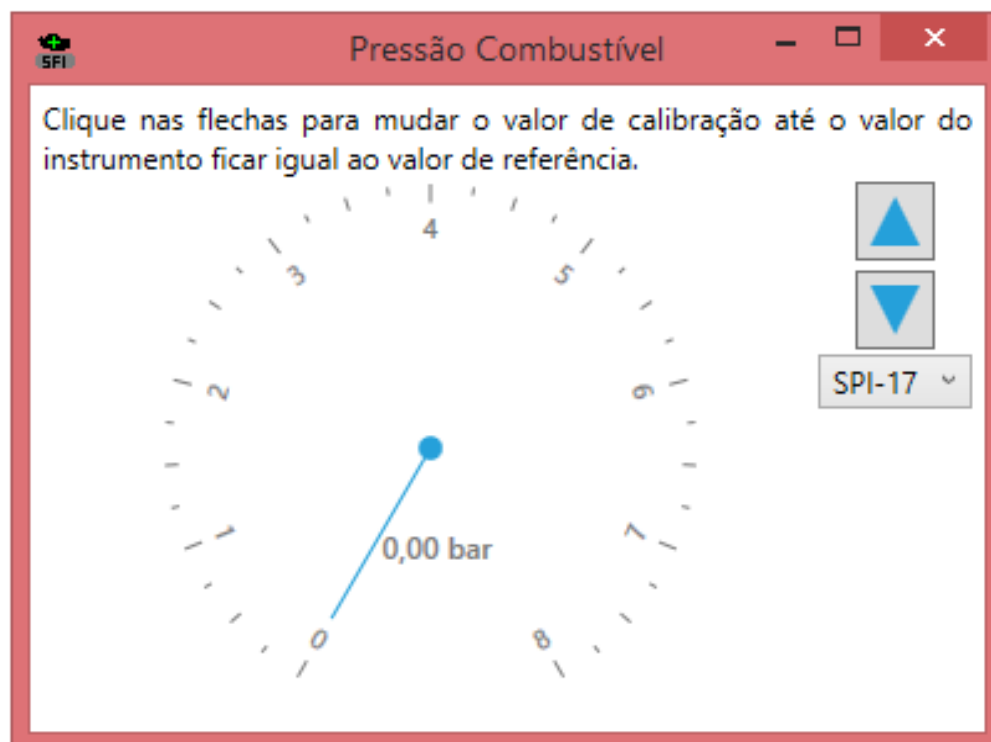 SFI
Pressão Combustível
Clique nas flechas para mudar o valor de calibração até o valor do
instrumento ficar igual ao valor de referência.
4
3
5
2
6
SPI-17
1
7
0,00 bar
0
8